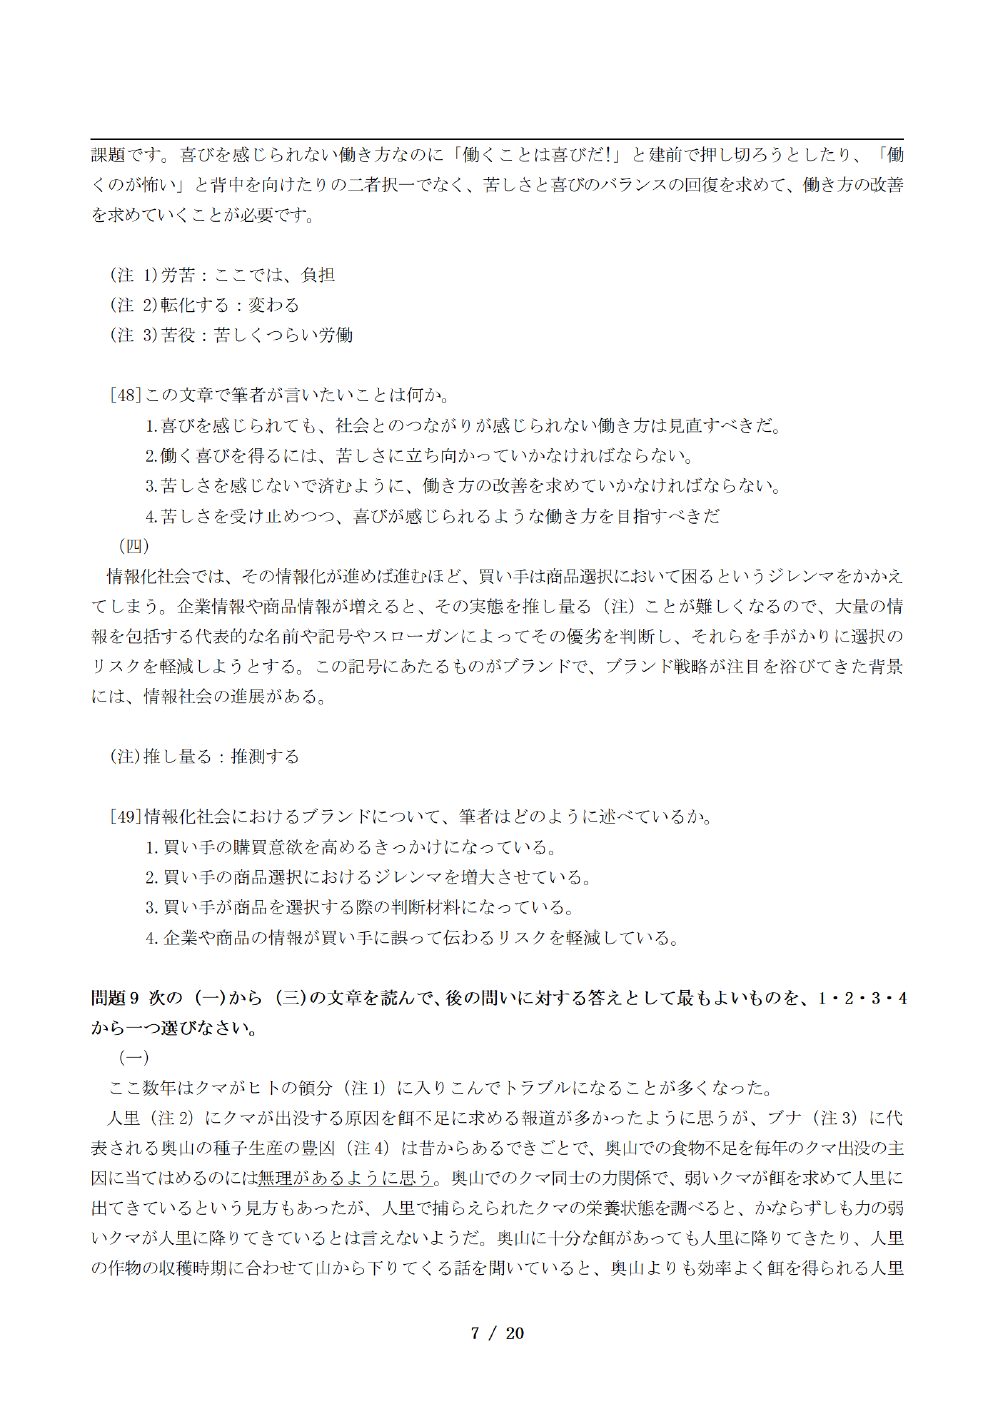 課題です。喜びを感じられない働き方なのに「働くことは喜びだ!」と建前で押し切ろうとしたり、「働
くのが怖い」と背中を向けたりの二者択一でなく、苦しさと喜びのバランスの回復を求めて、働き方の改善
を求めていくことが必要です。
(注 1)労苦：ここでは、負担
(注 2)転化する：変わる
(注 3)苦役：苦しくつらい労働
[48]この文章で筆者が言いたいことは何か。
1.喜びを感じられても、社会とのつながりが感じられない働き方は見直すべきだ。
2.働く喜びを得るには、苦しさに立ち向かっていかなければならない。
3.苦しさを感じないで済むように、働き方の改善を求めていかなければならない。
4.苦しさを受け止めつつ、喜びが感じられるような働き方を目指すべきだ
（四）
情報化社会では、その情報化が進めば進むほど、買い手は商品選択において困るというジレンマをかかえ
てしまう。企業情報や商品情報が増えると、その実態を推し量る（注）ことが難しくなるので、大量の情
報を包括する代表的な名前や記号やスローガンによってその優劣を判断し、それらを手がかりに選択の
リスクを軽減しようとする。この記号にあたるものがブランドで、ブランド戦略が注目を浴びてきた背景
には、情報社会の進展がある。
(注)推し量る：推測する
[49]情報化社会におけるブランドについて、筆者はどのように述べているか。
1.買い手の購買意欲を高めるきっかけになっている。
2.買い手の商品選択におけるジレンマを増大させている。
3.買い手が商品を選択する際の判断材料になっている。
4.企業や商品の情報が買い手に誤って伝わるリスクを軽減している。
問題9 次の（一)から（三)の文章を読んで、後の問いに対する答えとして最もよいものを、1・2・3・4
から一つ選びなさい。
（一）
ここ数年はクマがヒトの領分（注1）に入りこんでトラブルになることが多くなった。
人里（注2）にクマが出没する原因を餌不足に求める報道が多かったように思うが、ブナ（注3）に代
表される奥山の種子生産の豊凶（注4）は昔からあるできごとで、奥山での食物不足を毎年のクマ出没の主
因に当てはめるのには無理があるように思う。奥山でのクマ同士の力関係で、弱いクマが餌を求めて人里に
出てきているという見方もあったが、人里で捕らえられたクマの栄養状態を調べると、かならずしも力の弱
いクマが人里に降りてきているとは言えないようだ。奥山に十分な餌があっても人里に降りてきたり、人里
の作物の収穫時期に合わせて山から下りてくる話を聞いていると、奥山よりも効率よく餌を得られる人里
7 / 20